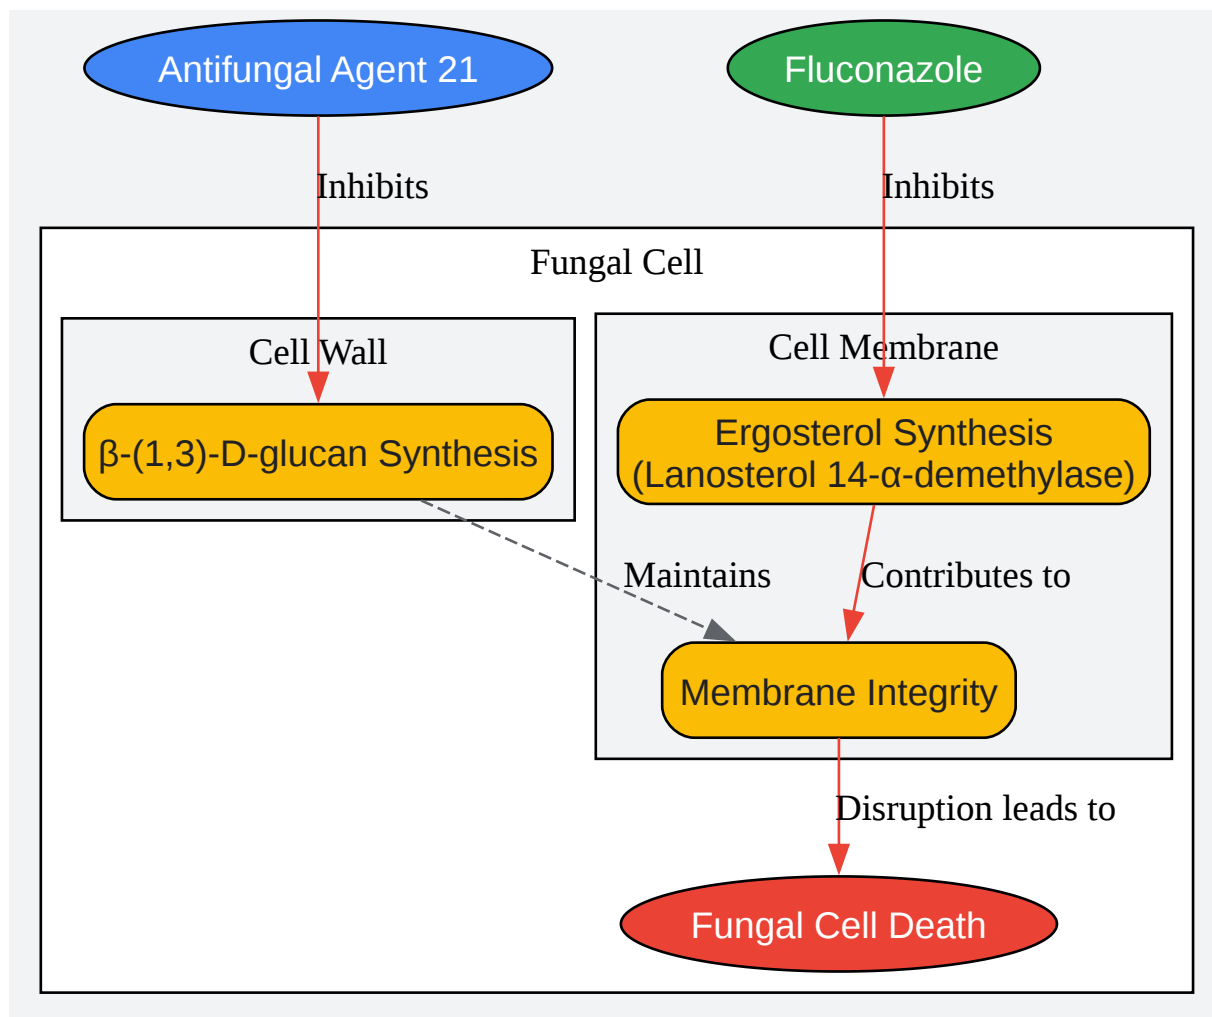 Antifungal Agent 21
Fluconazole
Inhibits
Inhibits
Fungal Cell
Cell Wall
Cell Membrane
β-(1,3)-D-glucan Synthesis
Ergosterol Synthesis
(Lanosterol 14-α-demethylase)
Maintains
Contributes to
Membrane Integrity
Disruption leads to
Fungal Cell Death